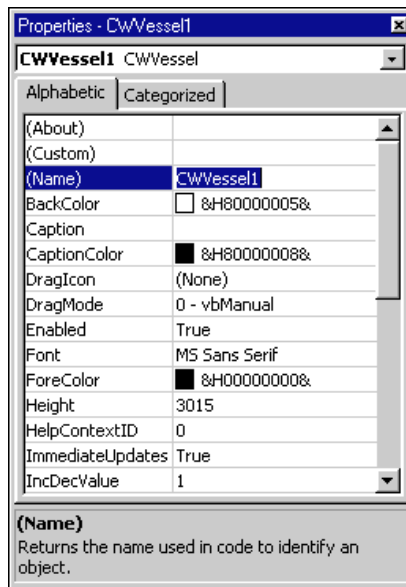 Properties - CWVessel1
CWVessel1 CWVessel
Alphabetic Categorized
(About)
(Custom)
(Name) CWVessel1
BackColor &H80000005&
Caption
CaptionColor &H80000008&
DragIcon (None)
DragMode 0 - vbManual
Enabled True
Font MS Sans Serif
ForeColor &H00000000&
Height 3015
HelpContextID 0
ImmediateUpdates True
IncDecValue 1
(Name)
Returns the name used in code to identify an
object.